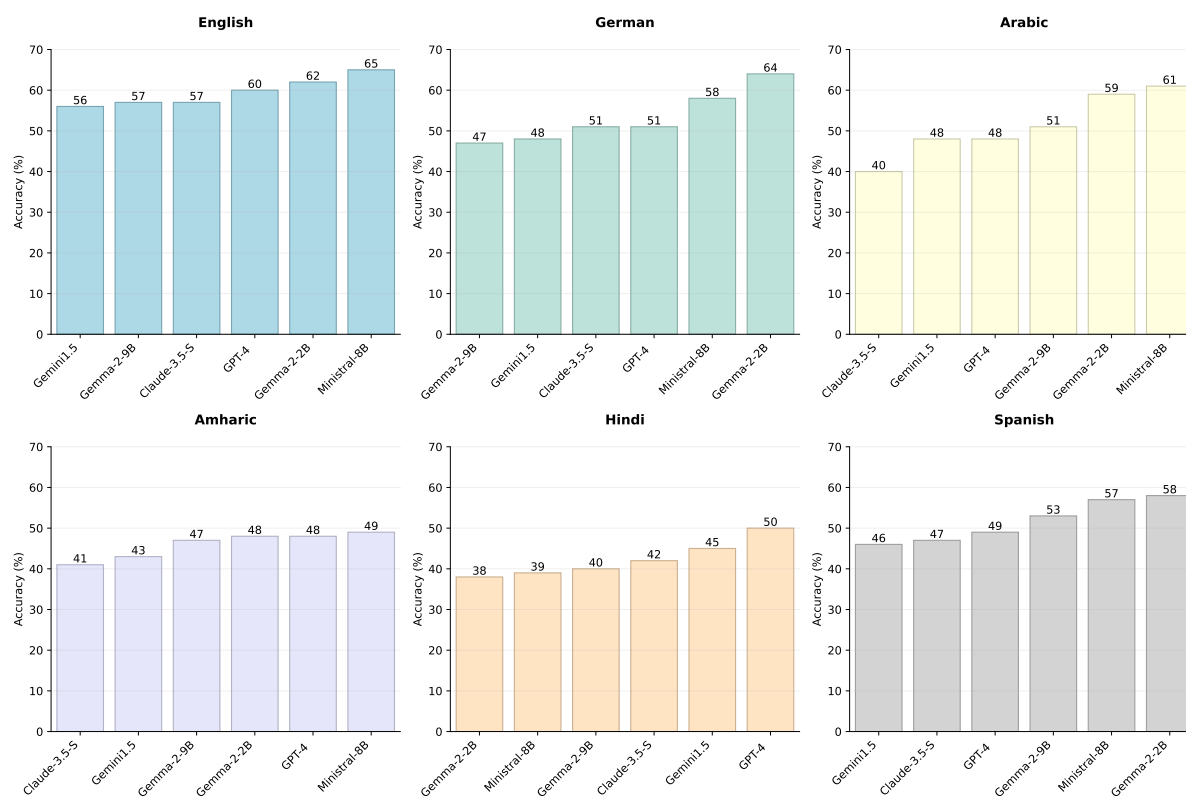 English
Accuracy (%)
70
60
50
40
30
20
10
0
56
57
57
60
62
65
Gemini1.5
Gemma-2-9B
Claude-3.5-S
GPT-4
Gemma-2-2B
Ministral-8B
German
Accuracy (%)
70
60
50
40
30
20
10
0
47
48
51
51
58
64
Gemma-2-9B
Gemini1.5
Claude-3.5-S
GPT-4
Ministral-8B
Gemma-2-2B
Arabic
Accuracy (%)
70
60
50
40
30
20
10
0
40
48
48
51
59
61
Claude-3.5-S
Gemini1.5
GPT-4
Gemma-2-9B
Gemma-2-2B
Ministral-8B
Amharic
Accuracy (%)
70
60
50
40
30
20
10
0
41
43
47
48
48
49
Claude-3.5-S
Gemini1.5
Gemma-2-9B
Gemma-2-2B
GPT-4
Ministral-8B
Hindi
Accuracy (%)
70
60
50
40
30
20
10
0
38
39
40
42
45
50
Gemma-2-2B
Ministral-8B
Gemma-2-9B
Claude-3.5-S
Gemini1.5
GPT-4
Spanish
Accuracy (%)
70
60
50
40
30
20
10
0
46
47
49
53
57
58
Gemini1.5
Claude-3.5-S
GPT-4
Gemma-2-9B
Ministral-8B
Gemma-2-2B